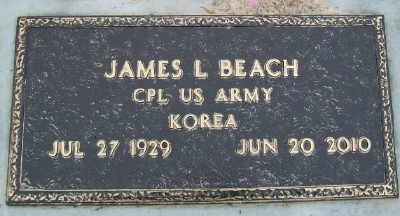 JAMES L BEACH
CPL US ARMY
KOREA
JUL 27 1929 JUN 20 2010